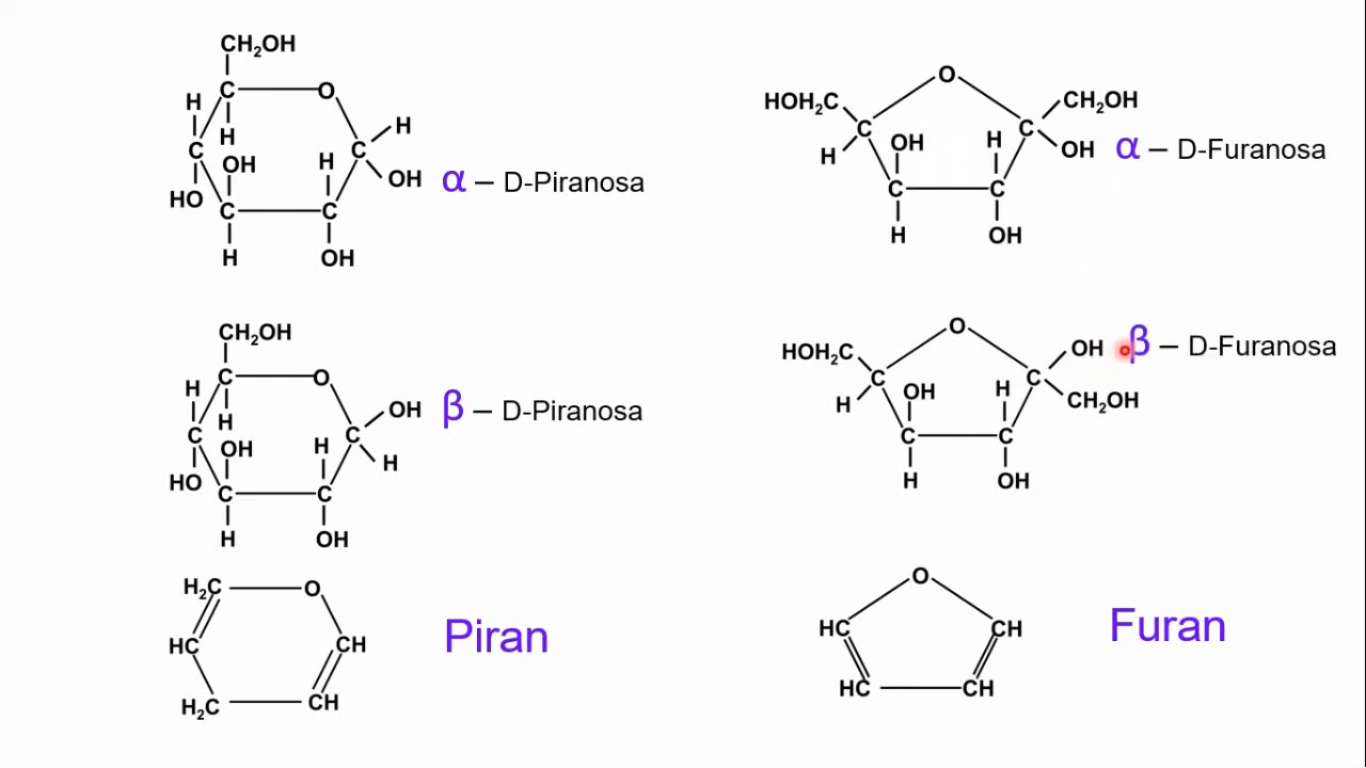 CH₂OH
H C O
H H
C C
OH H OH
HO
C C
H OH
α – D-Piranosa
O
HOH₂C CH₂OH
C C
H OH H OH
C C
H OH
α – D-Furanosa
CH₂OH
H C O OH
H
C C
OH H H
HO
C C
H OH
β – D-Piranosa
O
HOH₂C OH
C C
H OH H CH₂OH
C C
H OH
β – D-Furanosa
H₂C O
HC CH
H₂C CH
Piran
O
HC CH
HC CH
Furan